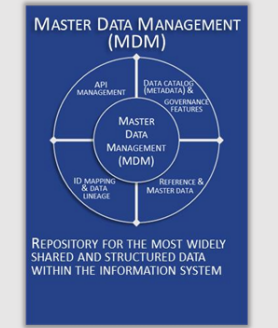 MASTER DATA MANAGEMENT
(MDM)
API
MANAGEMENT
DATA CATALOG
(METADATA) &
GOVERNANCE
FEATURES
MASTER
DATA
MANAGEMENT
(MDM)
ID MAPPING
& DATA
LINEAGE
REFERENCE &
MASTER DATA
REPOSITORY FOR THE MOST WIDELY
SHARED AND STRUCTURED DATA
WITHIN THE INFORMATION SYSTEM